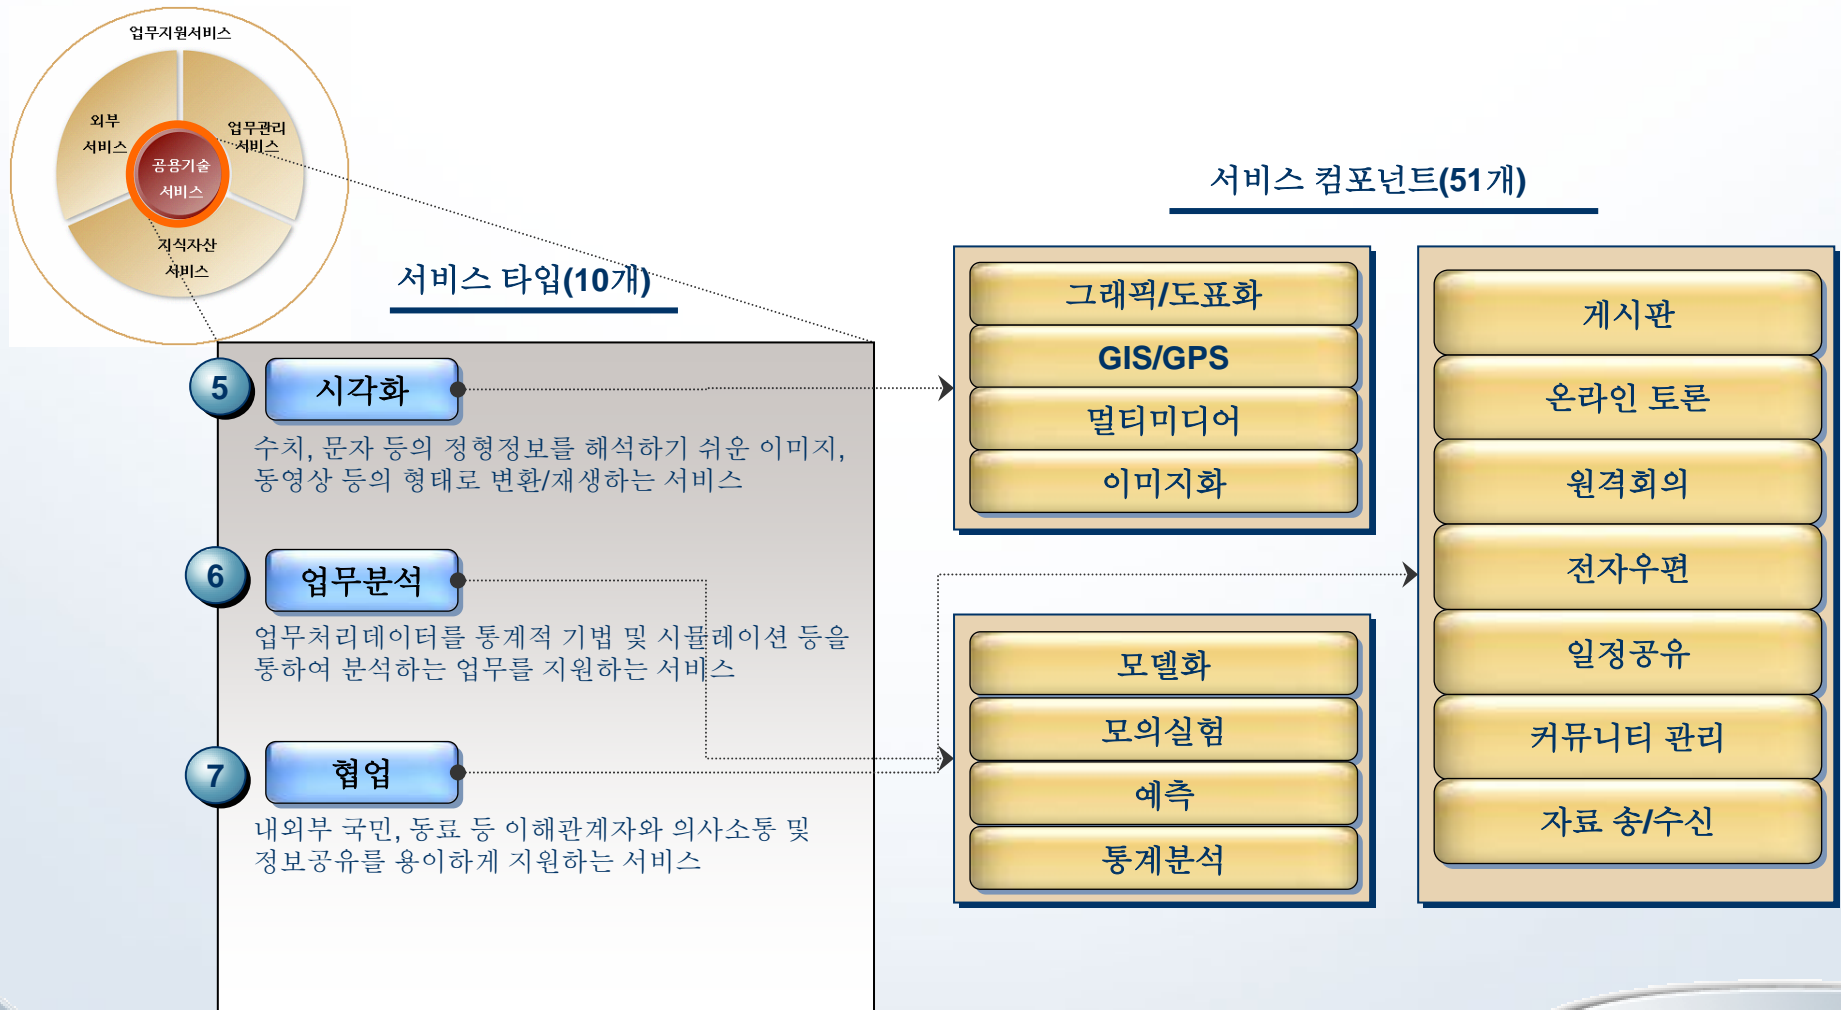 업무지원서비스
외부
서비스
업무관리
서비스
공용기술
서비스
지식자산
서비스
서비스 타입(10개)
5
시각화
수치, 문자 등의 정형정보를 해석하기 쉬운 이미지,
동영상 등의 형태로 변환/재생하는 서비스
6
업무분석
업무처리데이터를 통계적 기법 및 시뮬레이션 등을
통하여 분석하는 업무를 지원하는 서비스
7
협업
내외부 국민, 동료 등 이해관계자와 의사소통 및
정보공유를 용이하게 지원하는 서비스
서비스 컴포넌트(51개)
그래픽/도표화
GIS/GPS
멀티미디어
이미지화
모델화
모의실험
예측
통계분석
게시판
온라인 토론
원격회의
전자우편
일정공유
커뮤니티 관리
자료 송/수신